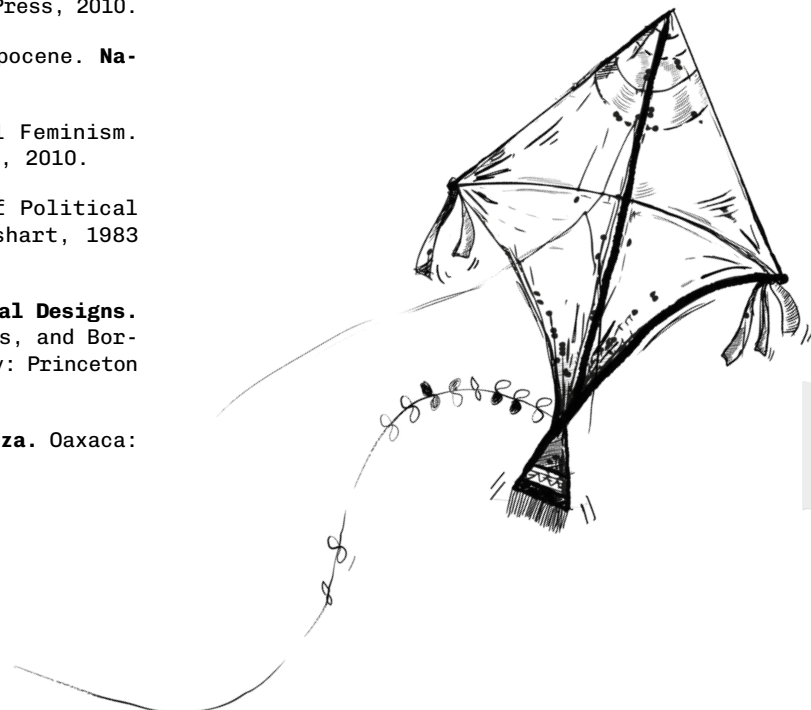 Press, 2010.
pocene. Na-
l Feminism.
, 2010.
f Political
shart, 1983
al Designs.
s, and Bor-
y: Princeton
za. Oaxaca: